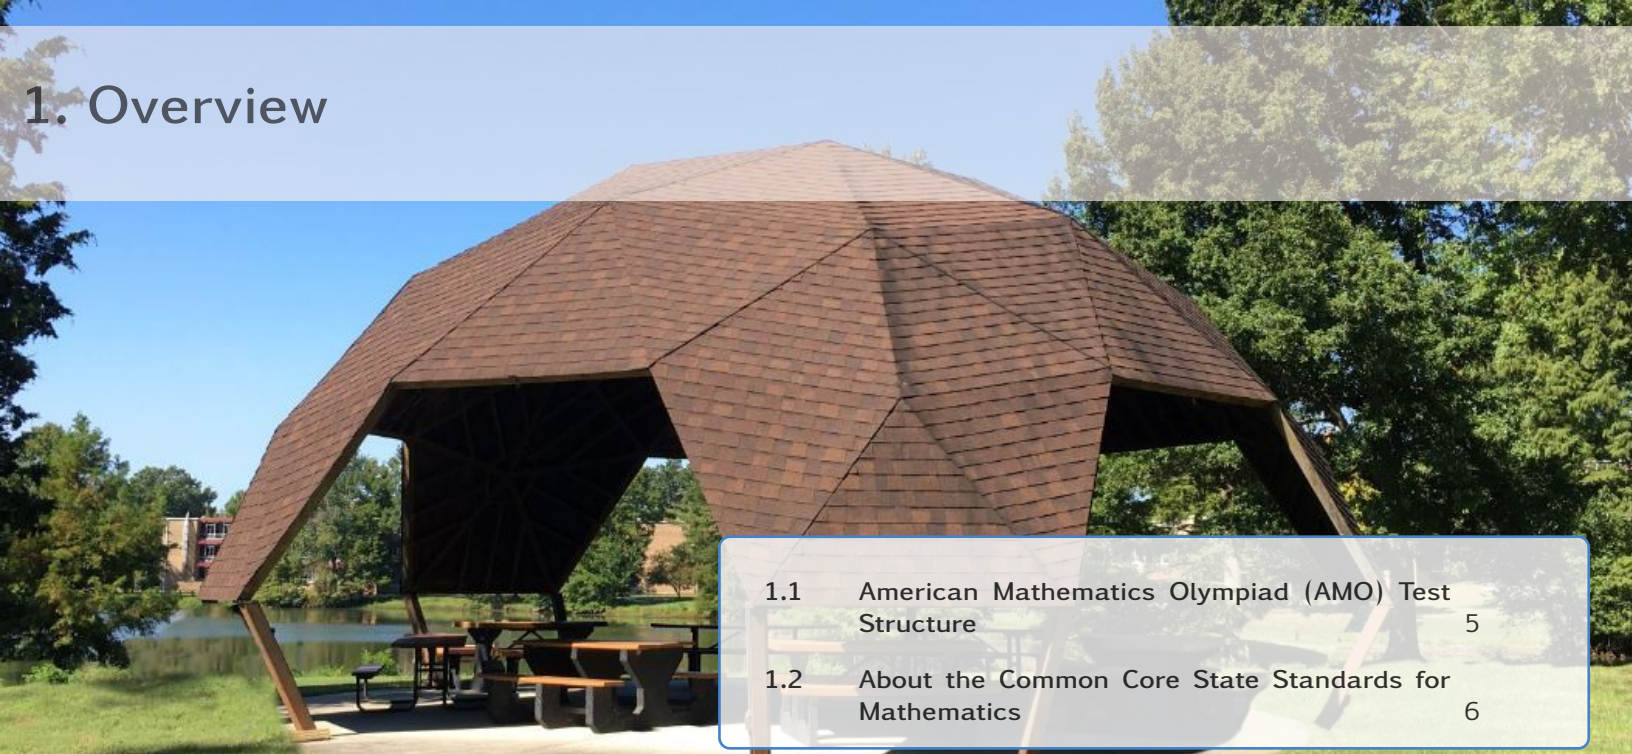 1. Overview
1.1 American Mathematics Olympiad (AMO) Test
Structure 5
1.2 About the Common Core State Standards for
Mathematics 6